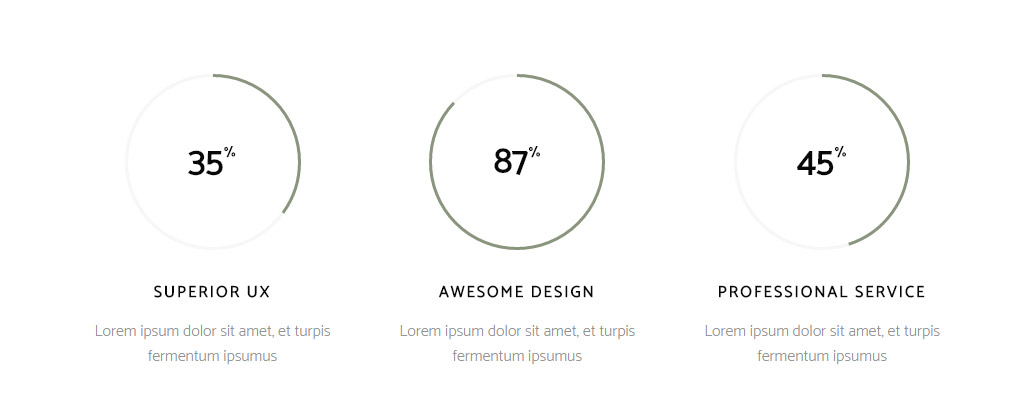 35%
87%
45%
SUPERIOR UX
AWESOME DESIGN
PROFESSIONAL SERVICE
Lorem ipsum dolor sit amet, et turpis
fermentum ipsumus
Lorem ipsum dolor sit amet, et turpis
fermentum ipsumus
Lorem ipsum dolor sit amet, et turpis
fermentum ipsumus